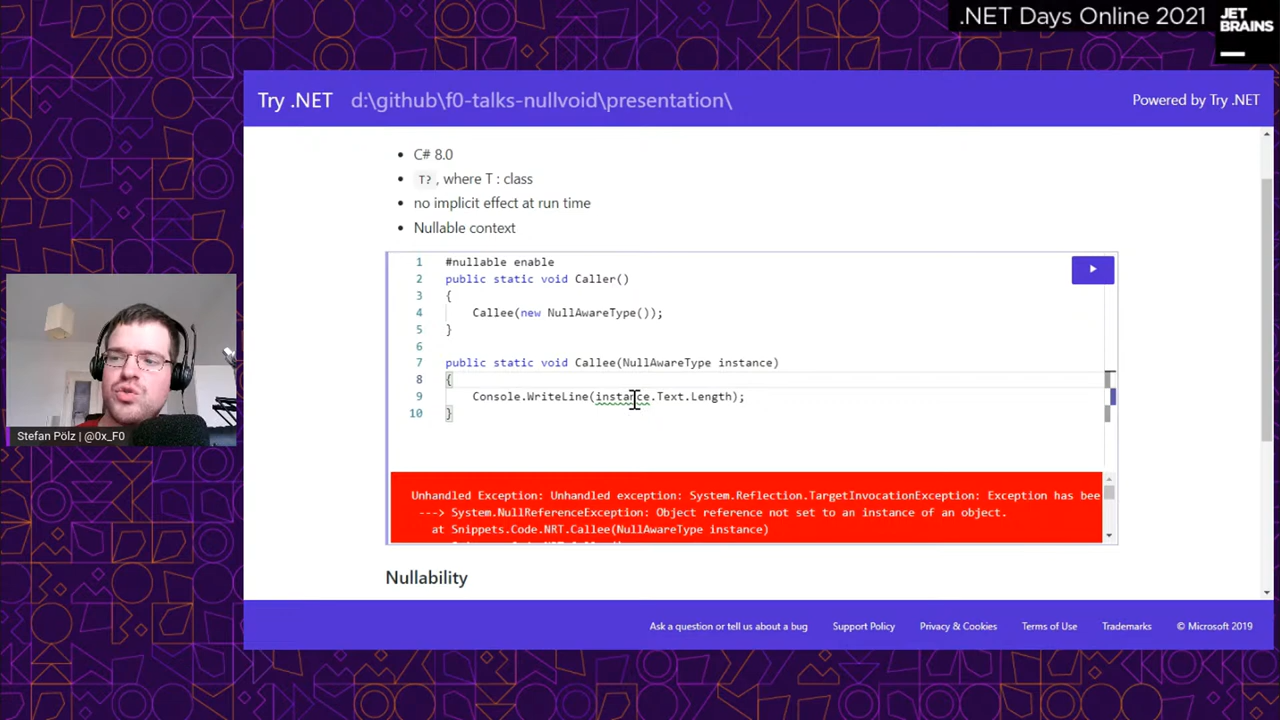 .NET Days Online 2021
JET
BRAINS
Try .NET d:\github\f0-talks-nullvoid\presentation\ Powered by Try .NET
• C# 8.0
• T? , where T : class
• no implicit effect at run time
• Nullable context
1 #nullable enable
2 public static void Caller()
3 {
4 Callee(new NullAwareType());
5 }
6
7 public static void Callee(NullAwareType instance)
8 {
9 Console.WriteLine(instance.Text.Length);
10 }
Unhandled Exception: Unhandled exception: System.Reflection.TargetInvocationException: Exception has bee
---> System.NullReferenceException: Object reference not set to an instance of an object.
at Snippets.Code.NRT.Callee(NullAwareType instance)
Nullability
Stefan Pölz | @0x_F0
Ask a question or tell us about a bug Support Policy Privacy & Cookies Terms of Use Trademarks © Microsoft 2019